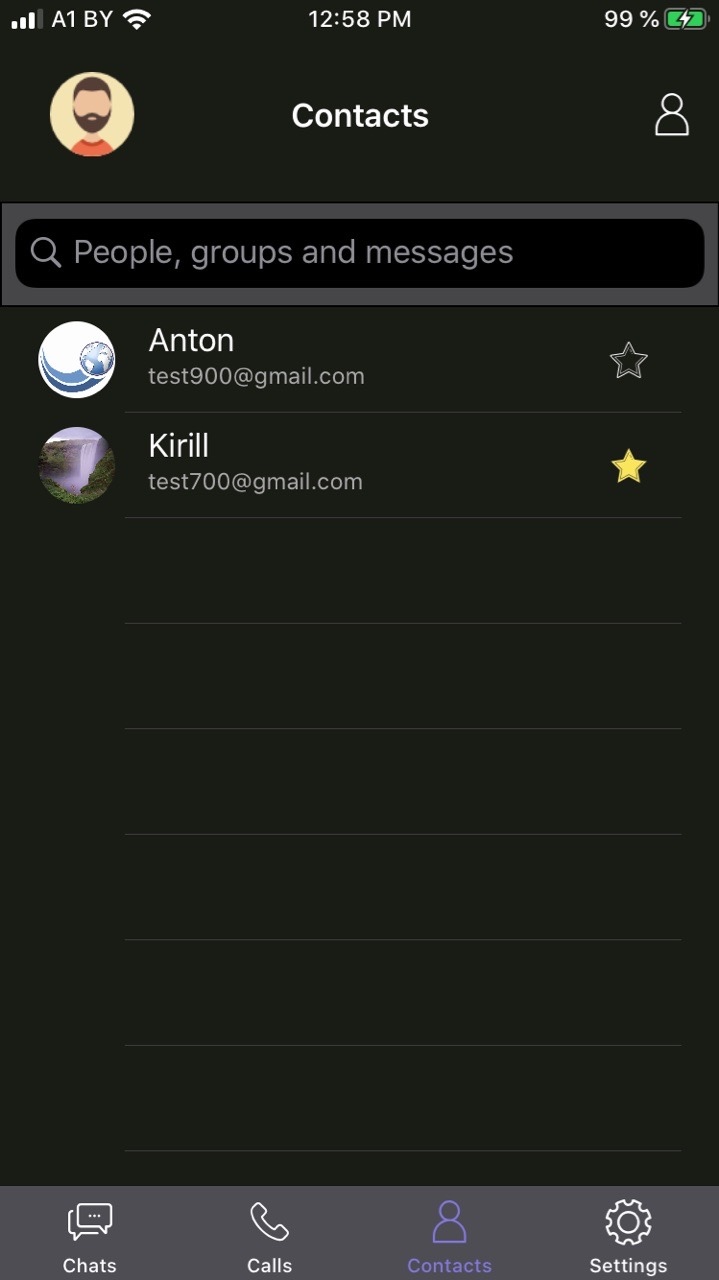 A1 BY 12:58 PM 99 %
Contacts
People, groups and messages
Anton
test900@gmail.com
Kirill
test700@gmail.com
Chats Calls Contacts Settings